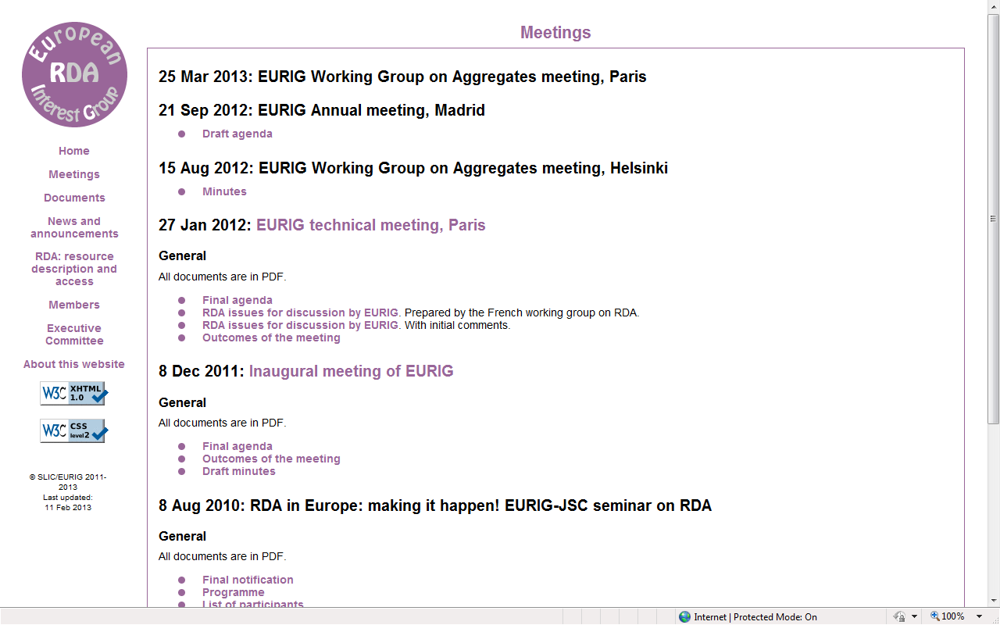 European
RDA
Interest Group
Home
Meetings
Documents
News and
announcements
RDA: resource
description and
access
Members
Executive
Committee
About this website
W3C XHTML
1.0
W3C CSS
level 2
© SLIC/EURIG 2011-
2013
Last updated:
11 Feb 2013
Meetings
25 Mar 2013: EURIG Working Group on Aggregates meeting, Paris
21 Sep 2012: EURIG Annual meeting, Madrid
Draft agenda
15 Aug 2012: EURIG Working Group on Aggregates meeting, Helsinki
Minutes
27 Jan 2012: EURIG technical meeting, Paris
General
All documents are in PDF.
Final agenda
RDA issues for discussion by EURIG. Prepared by the French working group on RDA.
RDA issues for discussion by EURIG. With initial comments.
Outcomes of the meeting
8 Dec 2011: Inaugural meeting of EURIG
General
All documents are in PDF.
Final agenda
Outcomes of the meeting
Draft minutes
8 Aug 2010: RDA in Europe: making it happen! EURIG-JSC seminar on RDA
General
All documents are in PDF.
Final notification
Programme
List of participants
Internet | Protected Mode: On
100%